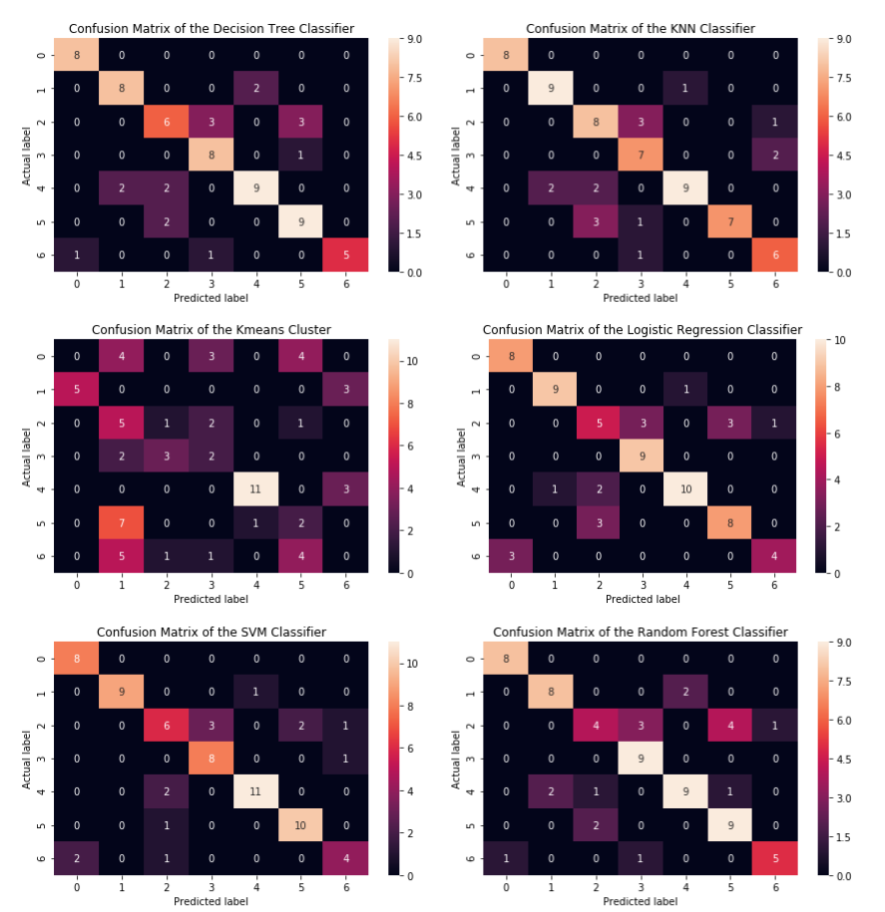 Confusion Matrix of the Decision Tree Classifier
0 8 0 0 0 0 0 0 9.0
1 0 8 0 0 2 0 0 7.5
2 0 0 6 3 0 3 0 6.0
3 0 0 0 8 0 1 0 4.5
4 0 2 2 0 9 0 0 3.0
5 0 0 2 0 0 9 0 1.5
6 1 0 0 1 0 0 5 0.0
0 1 2 3 4 5 6
Actual label
Predicted label
Confusion Matrix of the KNN Classifier
0 8 0 0 0 0 0 0 9.0
1 0 9 0 0 1 0 0 7.5
2 0 0 8 3 0 0 1 6.0
3 0 0 0 7 0 0 2 4.5
4 0 2 2 0 9 0 0 3.0
5 0 0 3 1 0 7 0 1.5
6 0 0 0 1 0 0 6 0.0
0 1 2 3 4 5 6
Actual label
Predicted label
Confusion Matrix of the Kmeans Cluster
0 0 4 0 3 0 4 0
1 5 0 0 0 0 0 3 10
2 0 5 1 2 0 1 0 8
3 0 2 3 2 0 0 0 6
4 0 0 0 0 11 0 3 4
5 0 7 0 0 1 2 0 2
6 0 5 1 1 0 4 0 0
0 1 2 3 4 5 6
Actual label
Predicted label
Confusion Matrix of the Logistic Regression Classifier
0 8 0 0 0 0 0 0 10
1 0 9 0 0 1 0 0 8
2 0 0 5 3 0 3 1 6
3 0 0 0 9 0 0 0
4 0 1 2 0 10 0 0 4
5 0 0 3 0 0 8 0 2
6 3 0 0 0 0 0 4 0
0 1 2 3 4 5 6
Actual label
Predicted label
Confusion Matrix of the SVM Classifier
0 8 0 0 0 0 0 0 10
1 0 9 0 0 1 0 0 8
2 0 0 6 3 0 2 1 6
3 0 0 0 8 0 0 1
4 0 0 2 0 11 0 0 4
5 0 0 1 0 0 10 0 2
6 2 0 1 0 0 0 4 0
0 1 2 3 4 5 6
Actual label
Predicted label
Confusion Matrix of the Random Forest Classifier
0 8 0 0 0 0 0 0 9.0
1 0 8 0 0 2 0 0 7.5
2 0 0 4 3 0 4 1 6.0
3 0 0 0 9 0 0 0 4.5
4 0 2 1 0 9 1 0 3.0
5 0 0 2 0 0 9 0 1.5
6 1 0 0 1 0 0 5 0.0
0 1 2 3 4 5 6
Actual label
Predicted label